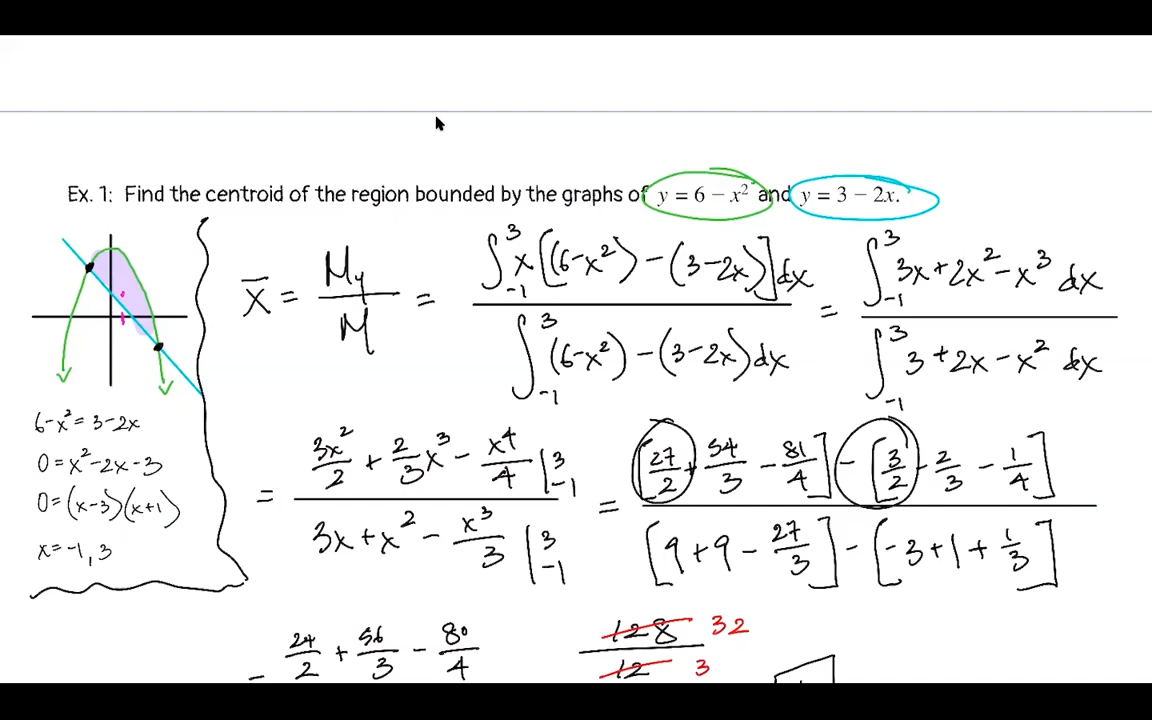 Ex. 1: Find the centroid of the region bounded by the graphs of y = 6 − x² and y = 3 − 2x.
x̄ = My/M = ∫₋₁³ x[(6−x²) − (3−2x)]dx / ∫₋₁³ (6−x²) − (3−2x)dx = ∫₋₁³ 3x+2x²−x³ dx / ∫₋₁³ 3+2x−x² dx
6−x² = 3−2x
0 = x²−2x−3
0 = (x−3)(x+1)
x = −1, 3
= 3x²/2 + 2/3 x³ − x⁴/4 |₋₁³ / 3x + x² − x³/3 |₋₁³ = [27/2 + 54/3 − 81/4] − [3/2 − 2/3 − 1/4] / [9+9−27/3] − [−3+1+1/3]
= 24/2 + 56/3 − 80/4
128 32
12 3